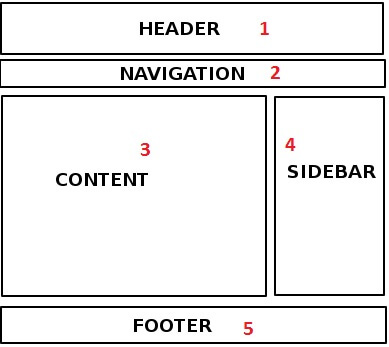 HEADER 1
NAVIGATION 2
3
CONTENT
4
SIDEBAR
FOOTER 5